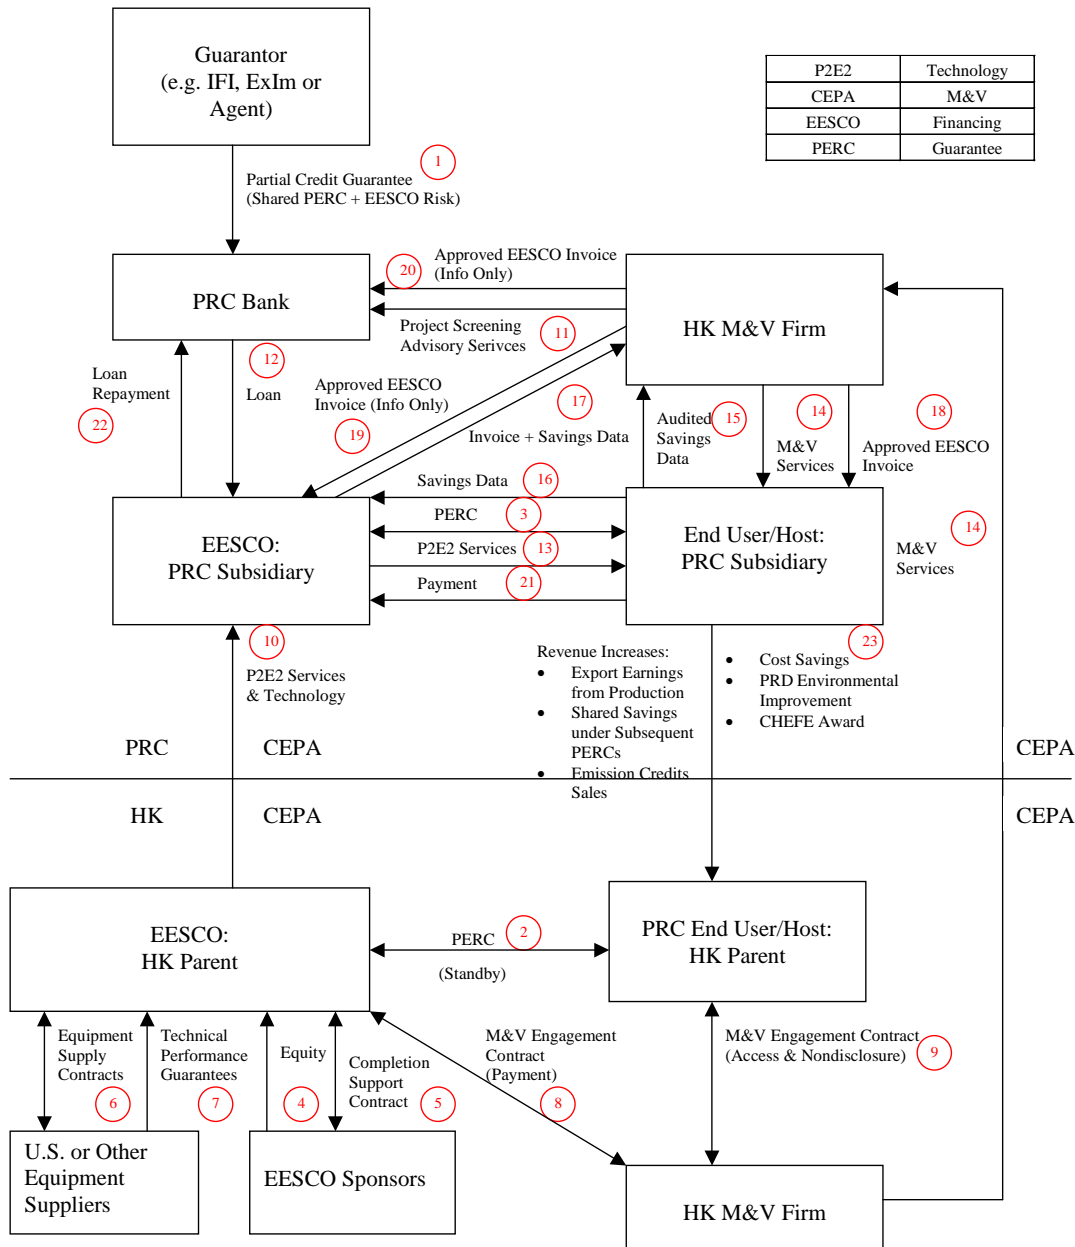 Guarantor
(e.g. IFI, ExIm or
Agent)
P2E2 Technology
CEPA M&V
EESCO Financing
PERC Guarantee
1
Partial Credit Guarantee
(Shared PERC + EESCO Risk)
20
Approved EESCO Invoice
(Info Only)
PRC Bank
HK M&V Firm
Project Screening
Advisory Serivces
11
12
Loan
Loan
Repayment
22
Approved EESCO
Invoice (Info Only)
19
17
Invoice + Savings Data
Audited
Savings
Data
15
14
M&V
Services
18
Approved EESCO
Invoice
Savings Data
16
PERC
3
P2E2 Services
13
Payment
21
EESCO:
PRC Subsidiary
End User/Host:
PRC Subsidiary
14
M&V
Services
10
P2E2 Services
& Technology
23
Revenue Increases:
• Export Earnings
from Production
• Shared Savings
under Subsequent
PERCs
• Emission Credits
Sales
• Cost Savings
• PRD Environmental
Improvement
• CHEFE Award
PRC CEPA CEPA
HK CEPA CEPA
EESCO:
HK Parent
PERC
2
(Standby)
PRC End User/Host:
HK Parent
Equipment
Supply
Contracts
6
Technical
Performance
Guarantees
7
Equity
4
Completion
Support
Contract
5
M&V Engagement
Contract
(Payment)
8
M&V Engagement Contract
(Access & Nondisclosure)
9
U.S. or Other
Equipment
Suppliers
EESCO Sponsors
HK M&V Firm